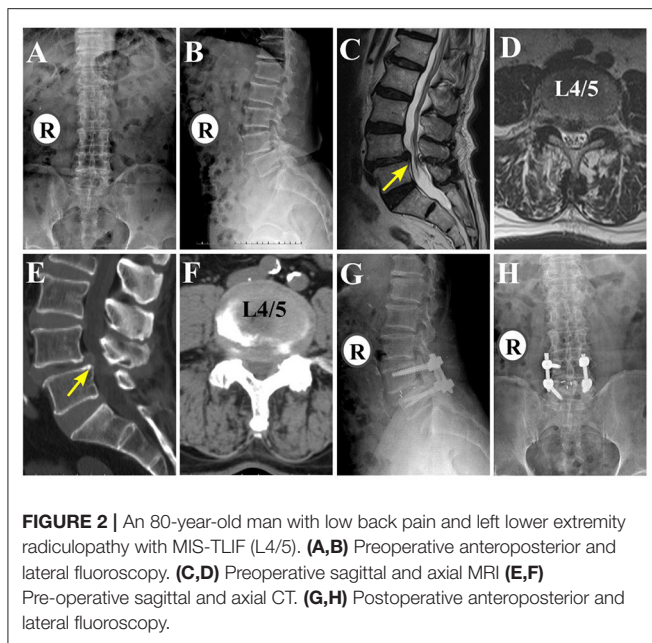 A
B
C
D
R
R
L4/5
E
F
G
H
L4/5
R
R
FIGURE 2 | An 80-year-old man with low back pain and left lower extremity
radiculopathy with MIS-TLIF (L4/5). (A,B) Preoperative anteroposterior and
lateral fluoroscopy. (C,D) Preoperative sagittal and axial MRI (E,F)
Pre-operative sagittal and axial CT. (G,H) Postoperative anteroposterior and
lateral fluoroscopy.